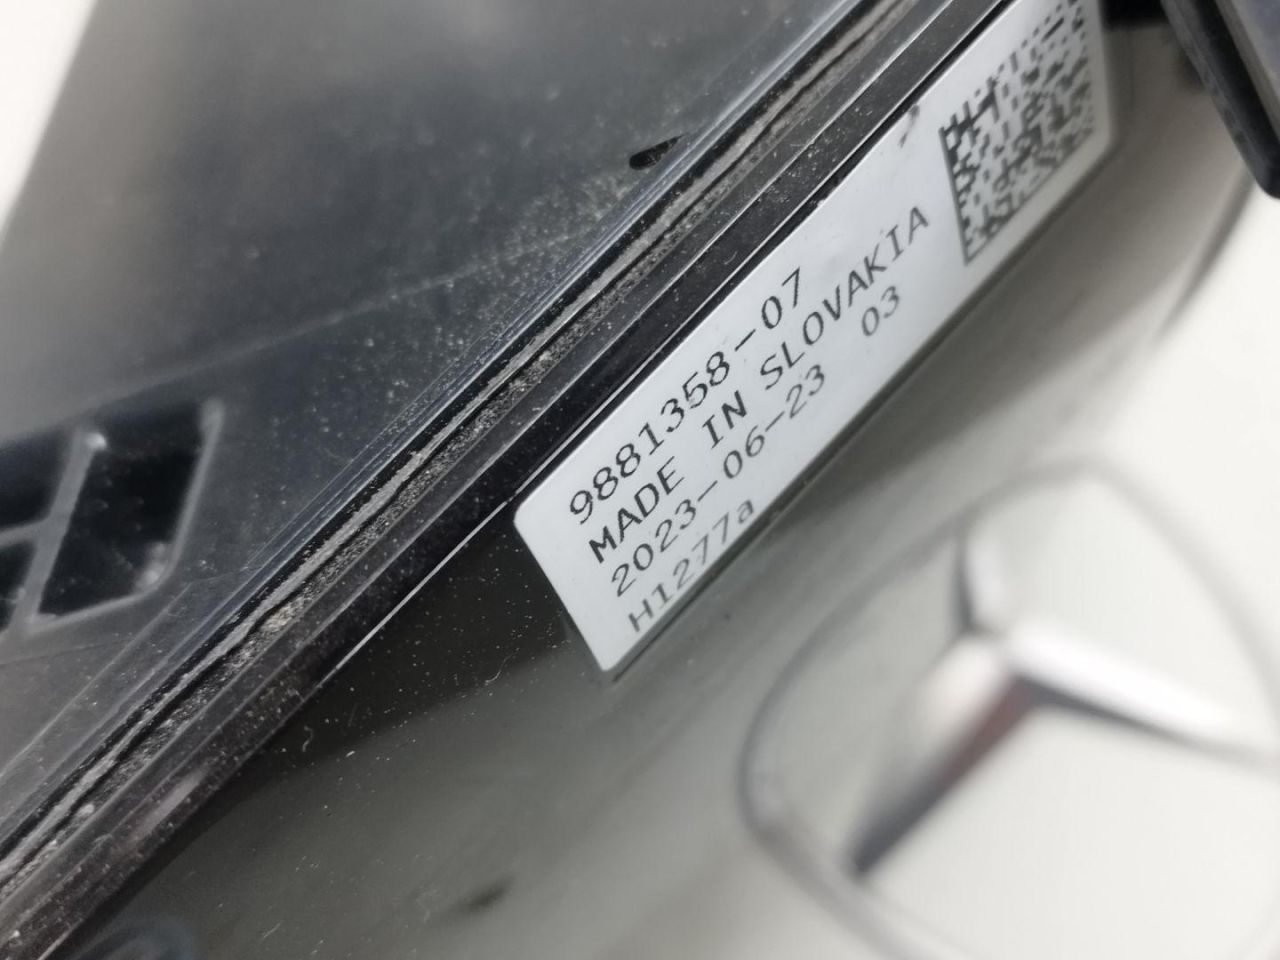 9881358-07
MADE IN SLOVAKIA
2023-06-23 03
H1277a